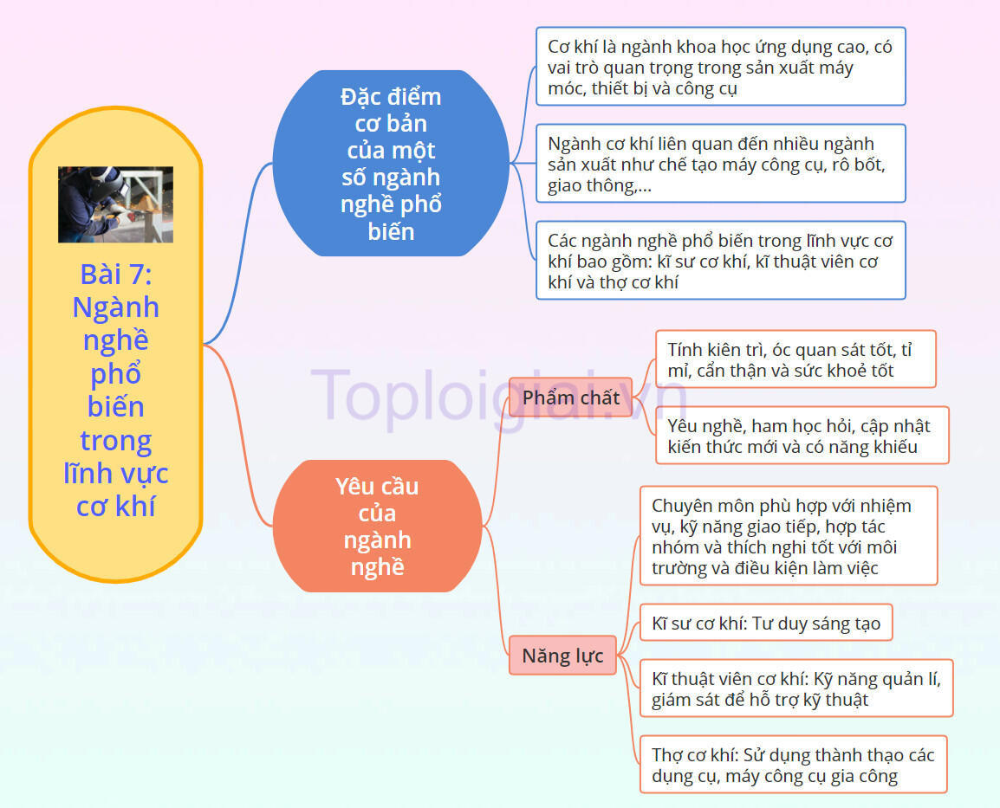 Bài 7:
Ngành
nghề
phổ
biến
trong
lĩnh vực
cơ khí
Đặc điểm
cơ bản
của một
số ngành
nghề phổ
biến
Cơ khí là ngành khoa học ứng dụng cao, có
vai trò quan trọng trong sản xuất máy
móc, thiết bị và công cụ
Ngành cơ khí liên quan đến nhiều ngành
sản xuất như chế tạo máy công cụ, rô bốt,
giao thông,...
Các ngành nghề phổ biến trong lĩnh vực cơ
khí bao gồm: kĩ sư cơ khí, kĩ thuật viên cơ
khí và thợ cơ khí
Yêu cầu
của
ngành
nghề
Phẩm chất
Tính kiên trì, óc quan sát tốt, tỉ
mỉ, cẩn thận và sức khoẻ tốt
Yêu nghề, ham học hỏi, cập nhật
kiến thức mới và có năng khiếu
Năng lực
Chuyên môn phù hợp với nhiệm
vụ, kỹ năng giao tiếp, hợp tác
nhóm và thích nghi tốt với môi
trường và điều kiện làm việc
Kĩ sư cơ khí: Tư duy sáng tạo
Kĩ thuật viên cơ khí: Kỹ năng quản lí,
giám sát để hỗ trợ kỹ thuật
Thợ cơ khí: Sử dụng thành thạo các
dụng cụ, máy công cụ gia công
Toploigiai.vn